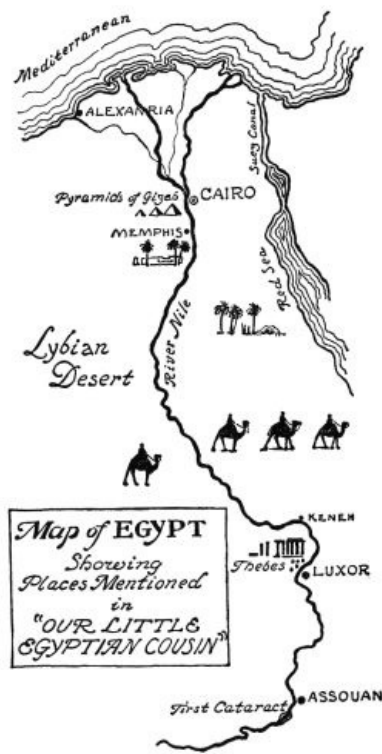 Mediterranean
ALEXANRIA
Suez Canal
Pyramids of Gizeh
CAIRO
MEMPHIS
Red Sea
Lybian
Desert
River Nile
KENEH
Thebes
LUXOR
Map of EGYPT
Showing
Places Mentioned
in
"OUR LITTLE
EGYPTIAN COUSIN"
First Cataract
ASSOUAN